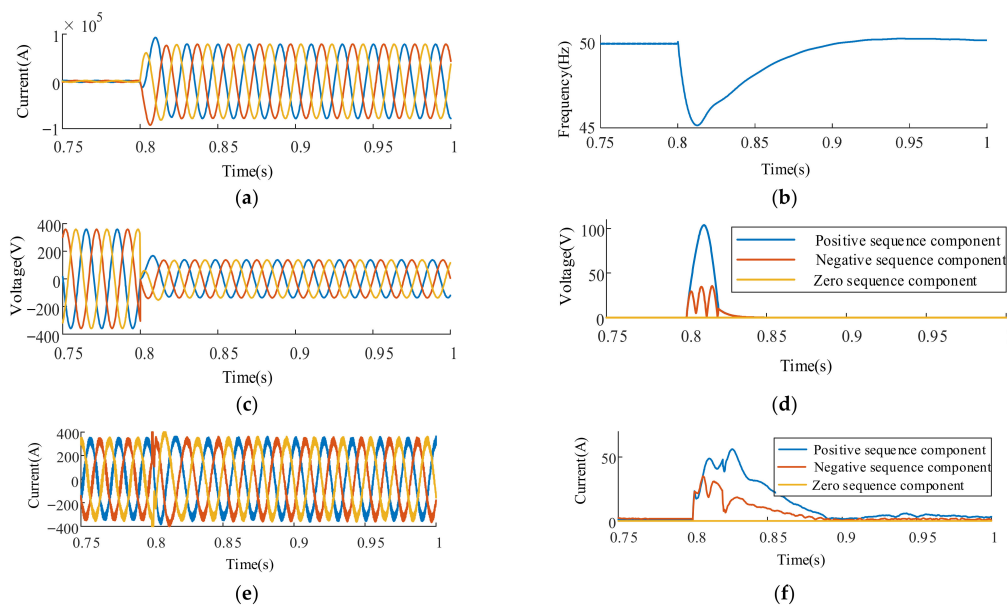 1 × 10⁵
Current(A)
0
−1
0.75 0.8 0.85 0.9 0.95 1
Time(s)
(a)
50
Frequency(Hz)
45
0.75 0.8 0.85 0.9 0.95 1
Time(s)
(b)
400
200
0
−200
−400
Voltage(V)
0.75 0.8 0.85 0.9 0.95 1
Time(s)
(c)
100
50
0
Voltage(V)
Positive sequence component
Negative sequence component
Zero sequence component
0.75 0.8 0.85 0.9 0.95
Time(s)
(d)
400
200
0
−200
−400
Current(A)
0.75 0.8 0.85 0.9 0.95 1
Time(s)
(e)
50
0
Current(A)
Positive sequence component
Negative sequence component
Zero sequence component
0.75 0.8 0.85 0.9 0.95 1
Time(s)
(f)